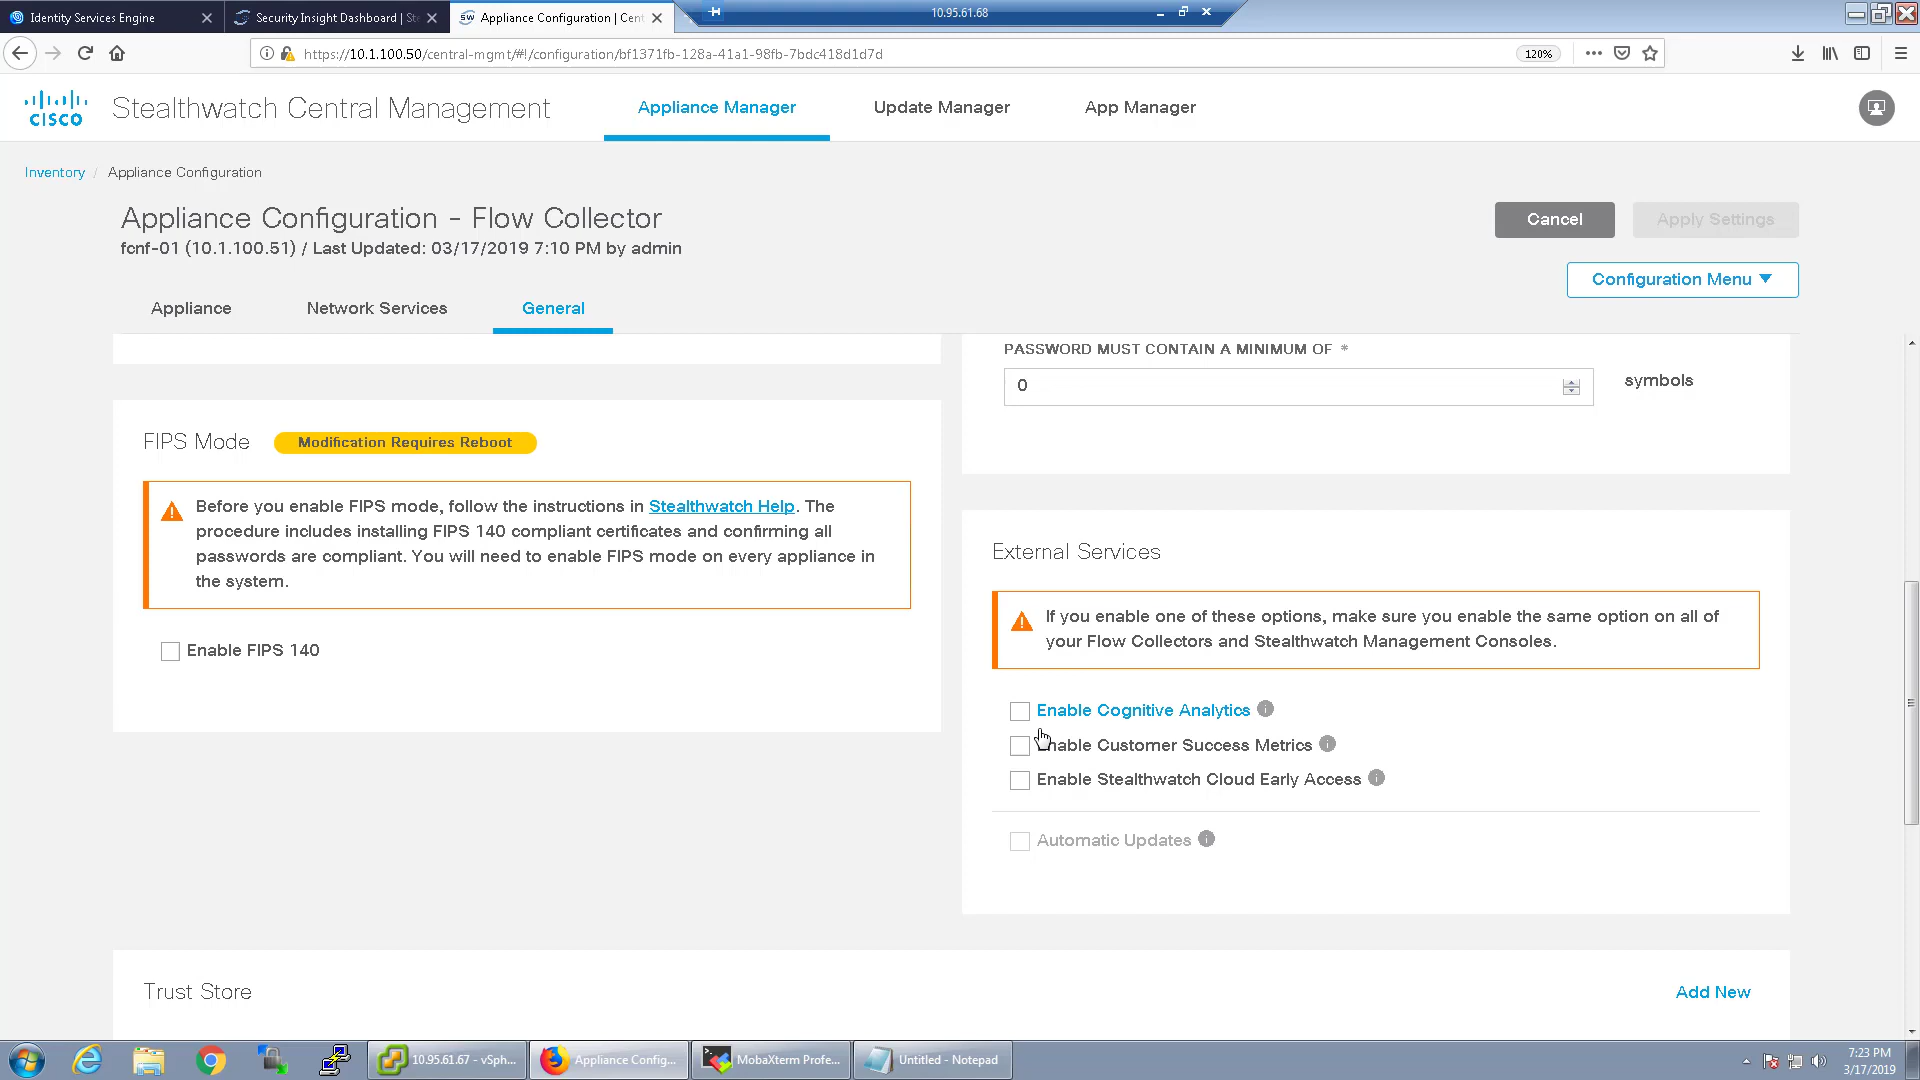 Identity Services Engine
Security Insight Dashboard | St
Appliance Configuration | Cent
10.95.61.68
https://10.1.100.50/central-mgmt/#!/configuration/bf1371fb-128a-41a1-98fb-7bdc418d1d7d
120%
CISCO
Stealthwatch Central Management
Appliance Manager
Update Manager
App Manager
Inventory / Appliance Configuration
Appliance Configuration - Flow Collector
Cancel
Apply Settings
fcnf-01 (10.1.100.51) / Last Updated: 03/17/2019 7:10 PM by admin
Configuration Menu
Appliance
Network Services
General
PASSWORD MUST CONTAIN A MINIMUM OF *
0
symbols
FIPS Mode
Modification Requires Reboot
Before you enable FIPS mode, follow the instructions in Stealthwatch Help. The
procedure includes installing FIPS 140 compliant certificates and confirming all
passwords are compliant. You will need to enable FIPS mode on every appliance in
the system.
Enable FIPS 140
External Services
If you enable one of these options, make sure you enable the same option on all of
your Flow Collectors and Stealthwatch Management Consoles.
Enable Cognitive Analytics
Enable Customer Success Metrics
Enable Stealthwatch Cloud Early Access
Automatic Updates
Trust Store
Add New
10.95.61.67 - vSph...
Appliance Config...
MobaXterm Profe...
Untitled - Notepad
7:23 PM
3/17/2019